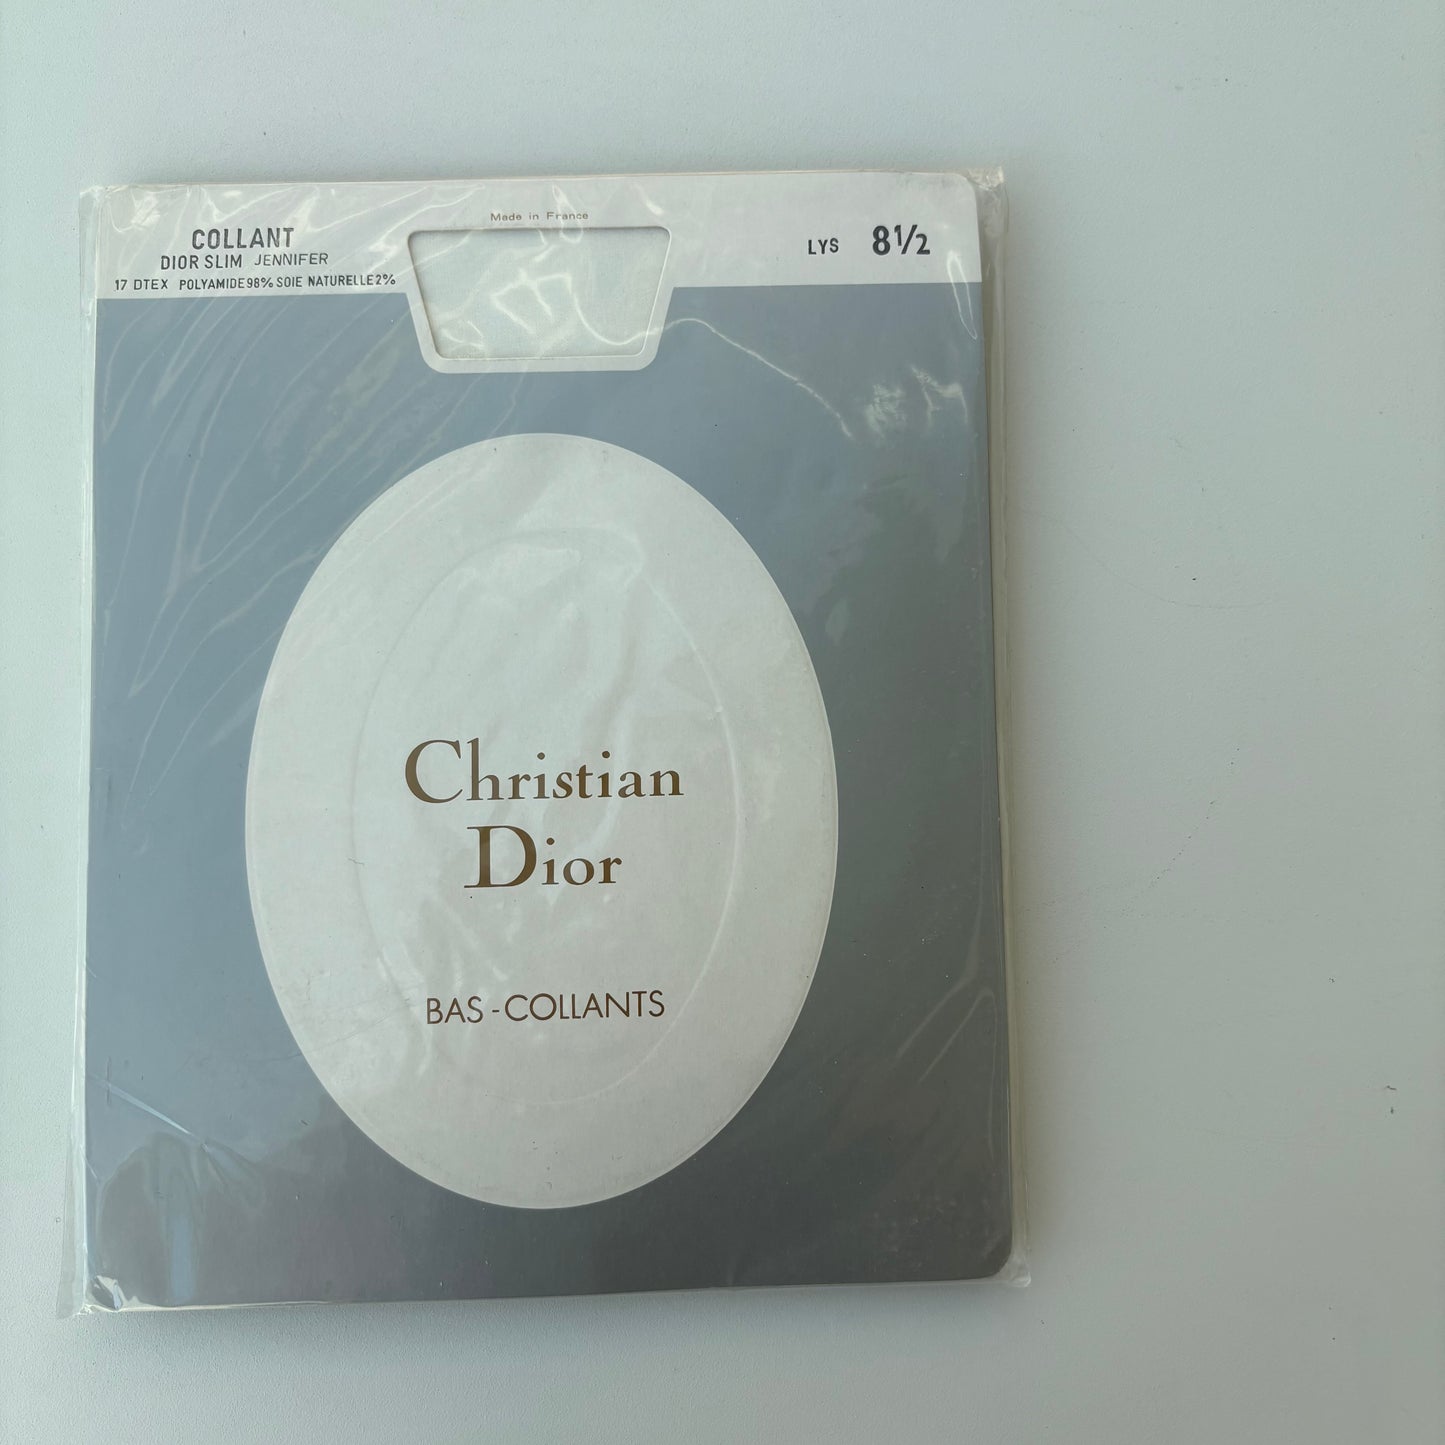 Made in France
COLLANT
DIOR SLIM JENNIFER
17 DTEX POLYAMIDE 98% SOIE NATURELLE 2%
LYS 8½
Christian
Dior
BAS-COLLANTS